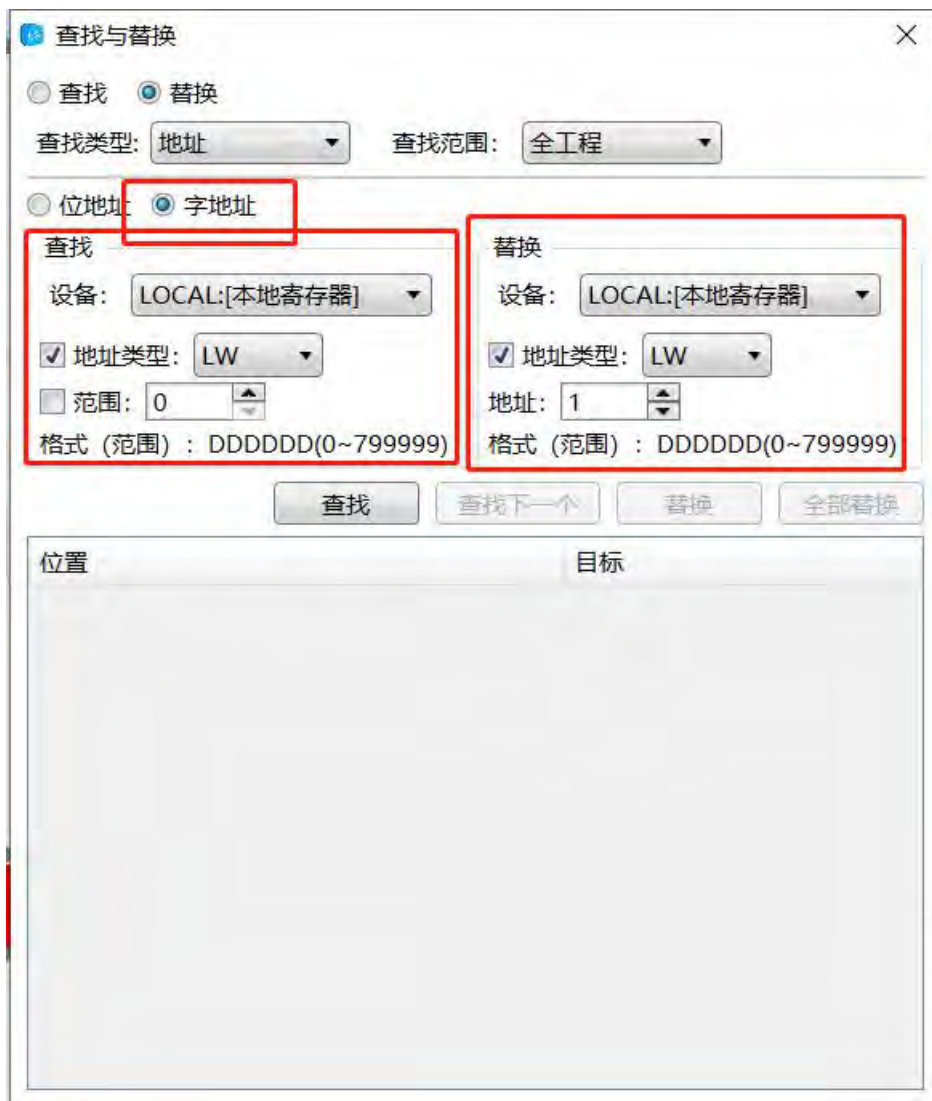 查找与替换
查找 替换
查找类型: 地址 查找范围: 全工程
位地址 字地址
查找 替换
设备: LOCAL:[本地寄存器] 设备: LOCAL:[本地寄存器]
地址类型: LW 地址类型: LW
范围: 0 地址: 1
格式 (范围) : DDDDDD(0~799999) 格式 (范围) : DDDDDD(0~799999)
查找 查找下一个 替换 全部替换
位置 目标